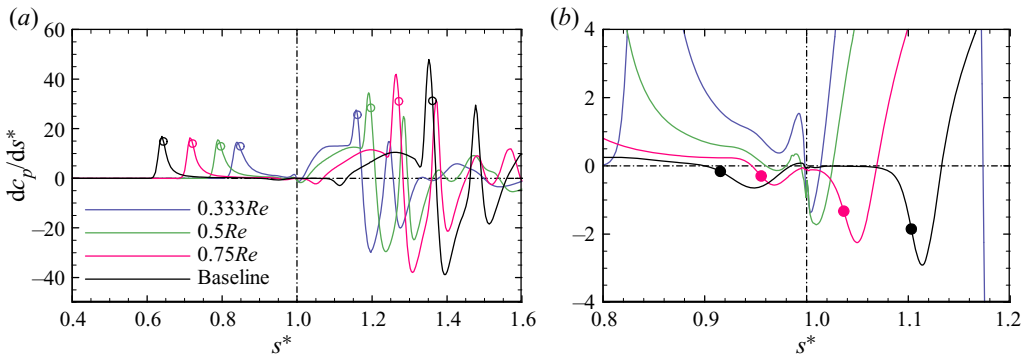 (a)
60
40
20
0
−20
−40
dc_p/ds*
0.333Re
0.5Re
0.75Re
Baseline
0.4 0.6 0.8 1.0 1.2 1.4 1.6
s*
(b)
4
2
0
−2
−4
0.8 0.9 1.0 1.1 1.2
s*